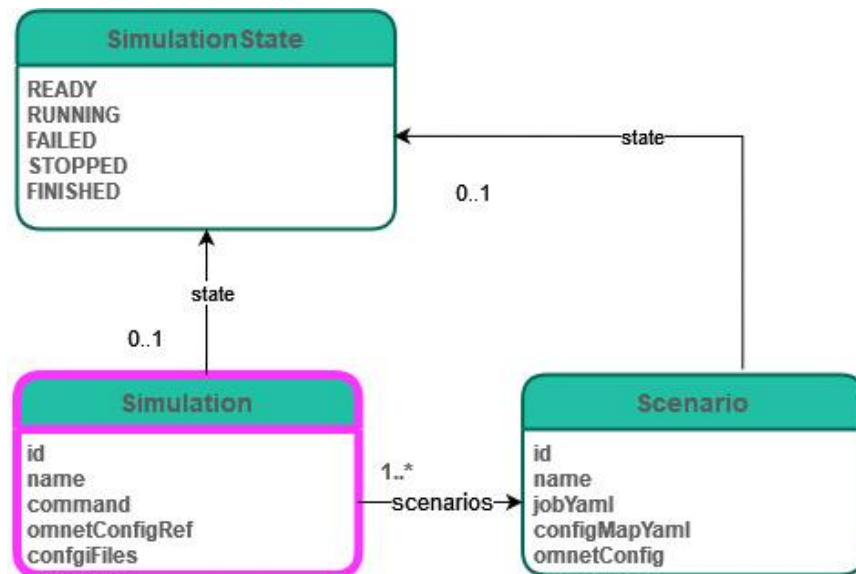 SimulationState
READY
RUNNING
FAILED
STOPPED
FINISHED
state
0..1
state
0..1
Simulation
id
name
command
omnetConfigRef
confgiFiles
1..*
scenarios
Scenario
id
name
jobYaml
configMapYaml
omnetConfig